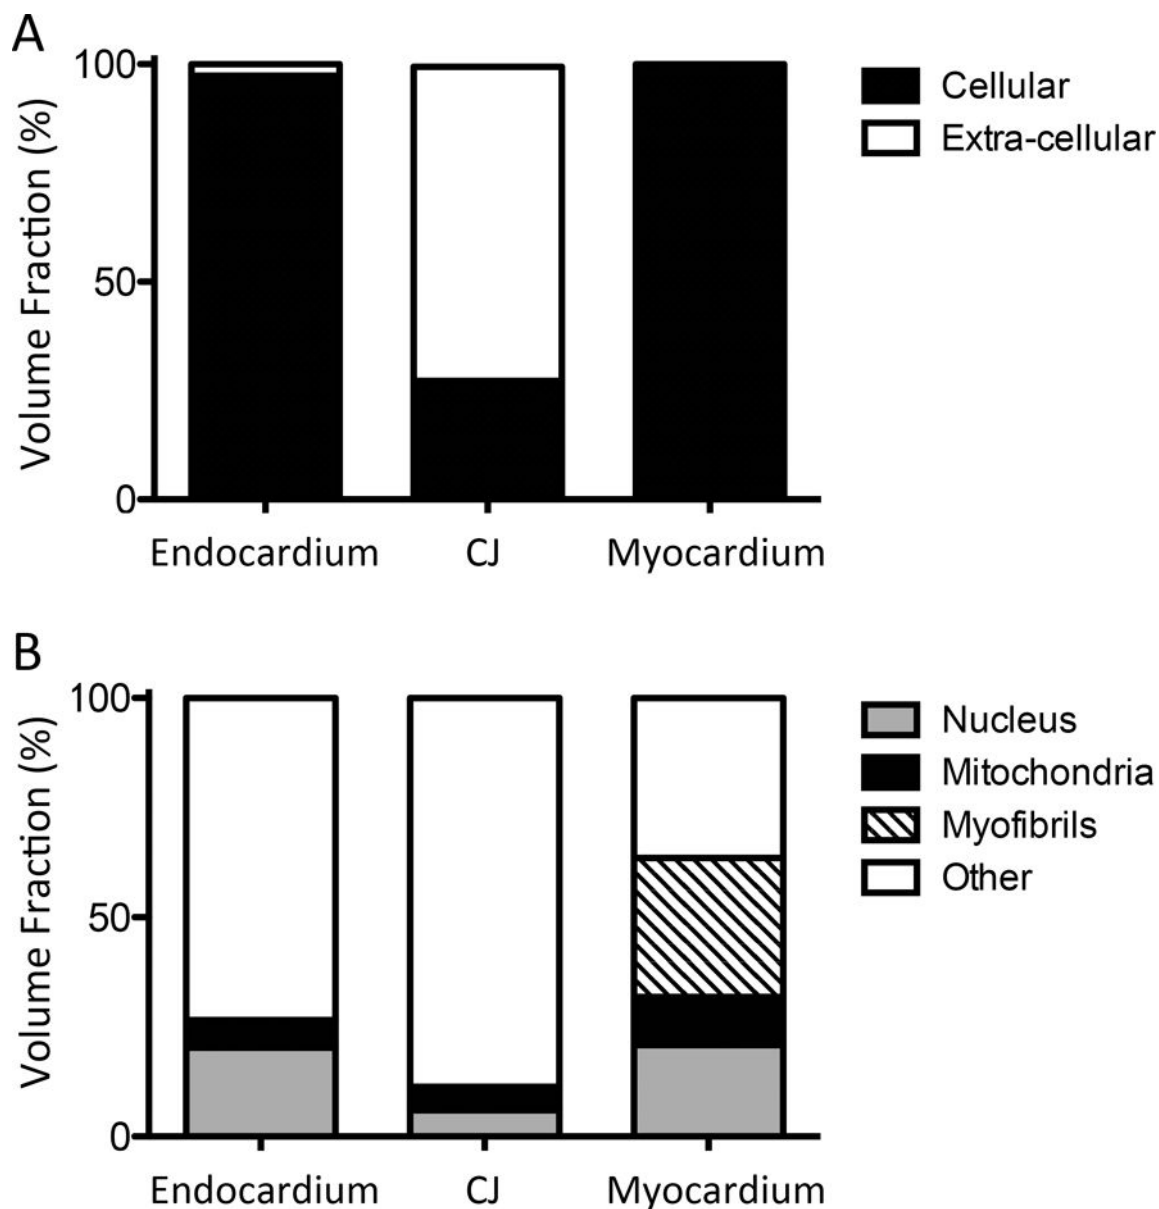 A
Volume Fraction (%)
100
50
0
Endocardium
CJ
Myocardium
Cellular
Extra-cellular
B
Volume Fraction (%)
100
50
0
Endocardium
CJ
Myocardium
Nucleus
Mitochondria
Myofibrils
Other